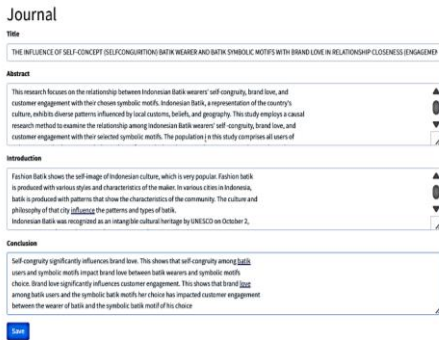 Journal
Title
THE INFLUENCE OF SELF-CONCEPT (SELFCONGURITION) BATIK WEARER AND BATIK SYMBOLIC MOTIFS WITH BRAND LOVE IN RELATIONSHIP CLOSENESS (ENGAGEME
Abstract
This research focuses on the relationship between Indonesian Batik wearers' self-congruity, brand love, and
customer engagement with their chosen symbolic motifs. Indonesian Batik, a representation of the country's
culture, exhibits diverse patterns influenced by local customs, beliefs, and geography. This study employs a causal
research method to examine the relationship among Indonesian Batik wearers' self-congruity, brand love, and
customer engagement with their selected symbolic motifs. The population in this study comprises all users of
Introduction
Fashion Batik shows the self-image of Indonesian culture, which is very popular. Fashion batik
is produced with various styles and characteristics of the maker. In various cities in Indonesia,
batik is produced with patterns that show the characteristics of the community. The culture and
philosophy of that city influence the patterns and types of batik.
Indonesian Batik was recognized as an intangible cultural heritage by UNESCO on October 2,
Conclusion
Self-congruity significantly influences brand love. This shows that self-congruity among batik
users and symbolic motifs impact brand love between batik wearers and symbolic motifs
choice. Brand love significantly influences customer engagement. This shows that brand love
among batik users and the symbolic batik motifs her choice has impacted customer engagement
between the wearer of batik and the symbolic batik motif of his choice
Save